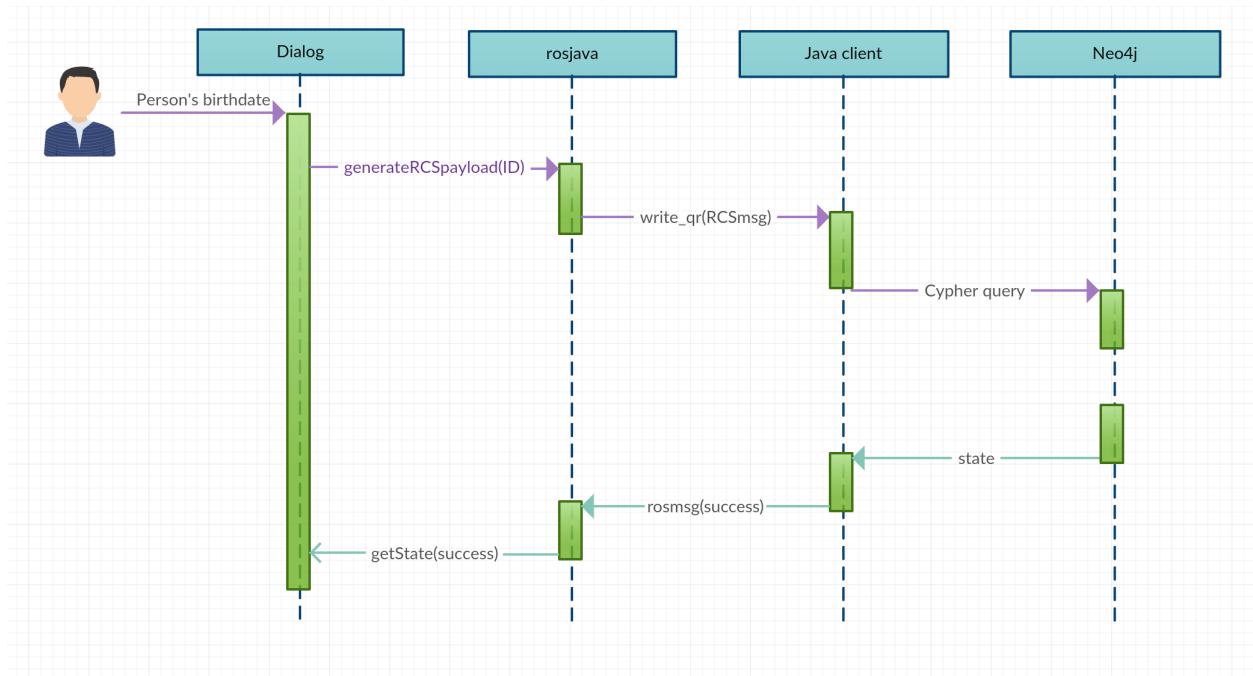 Dialog
rosjava
Java client
Neo4j
Person's birthdate
generateRCSpayload(ID)
write_qr(RCSmsg)
Cypher query
state
rosmsg(success)
getState(success)